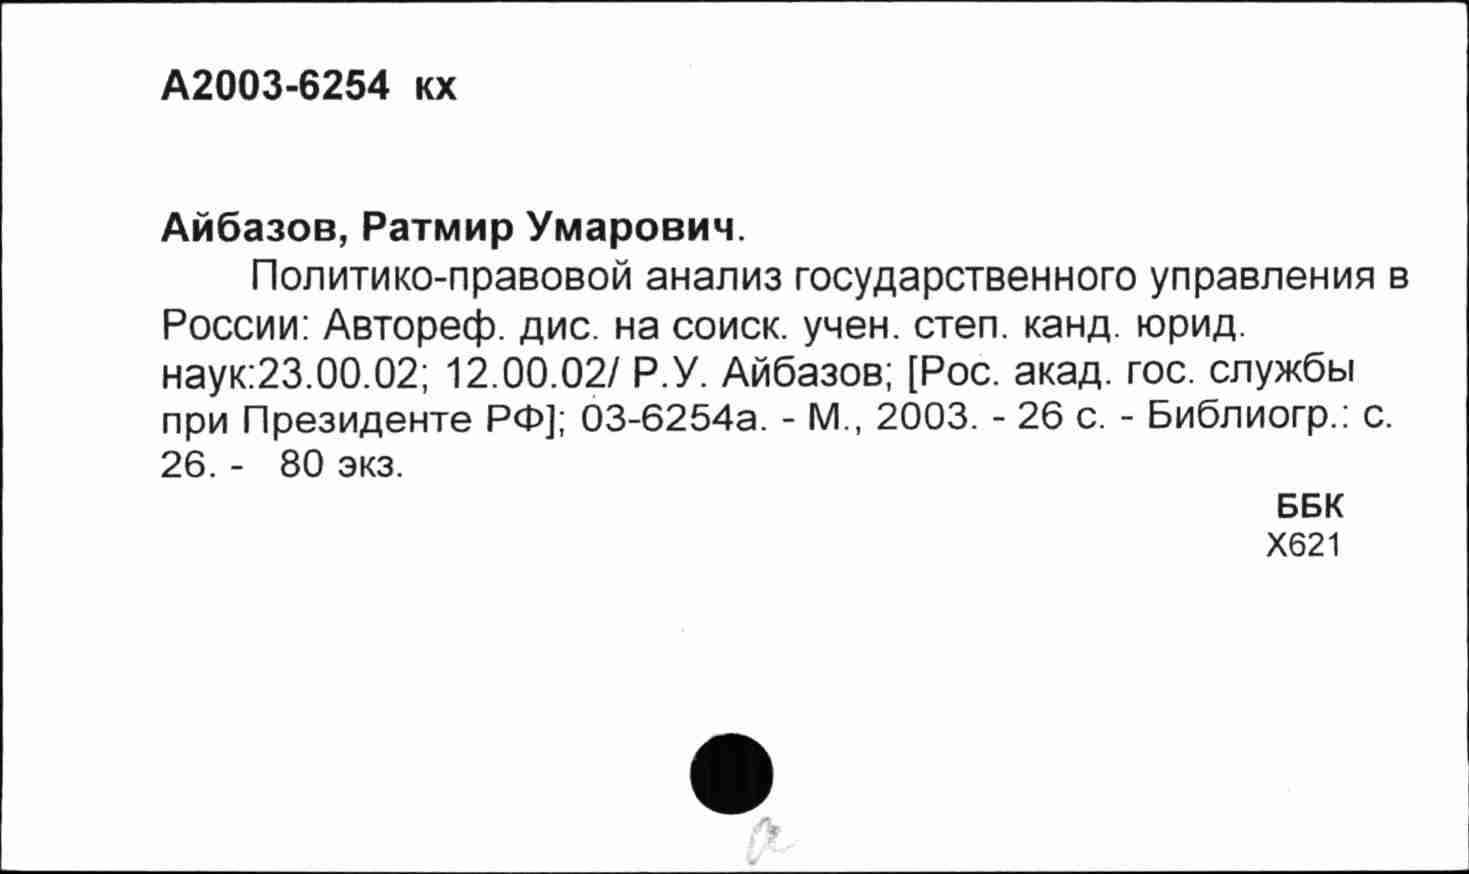 А2003-6254 кх
Айбазов, Ратмир Умарович.
Политико-правовой анализ государственного управления в
России: Автореф. дис. на соиск. учен. степ. канд. юрид.
наук:23.00.02; 12.00.02/ Р.У. Айбазов; [Рос. акад. гос. службы
при Президенте РФ]; 03-6254а. - М., 2003. - 26 с. - Библиогр.: с.
26. - 80 экз.
ББК
Х621